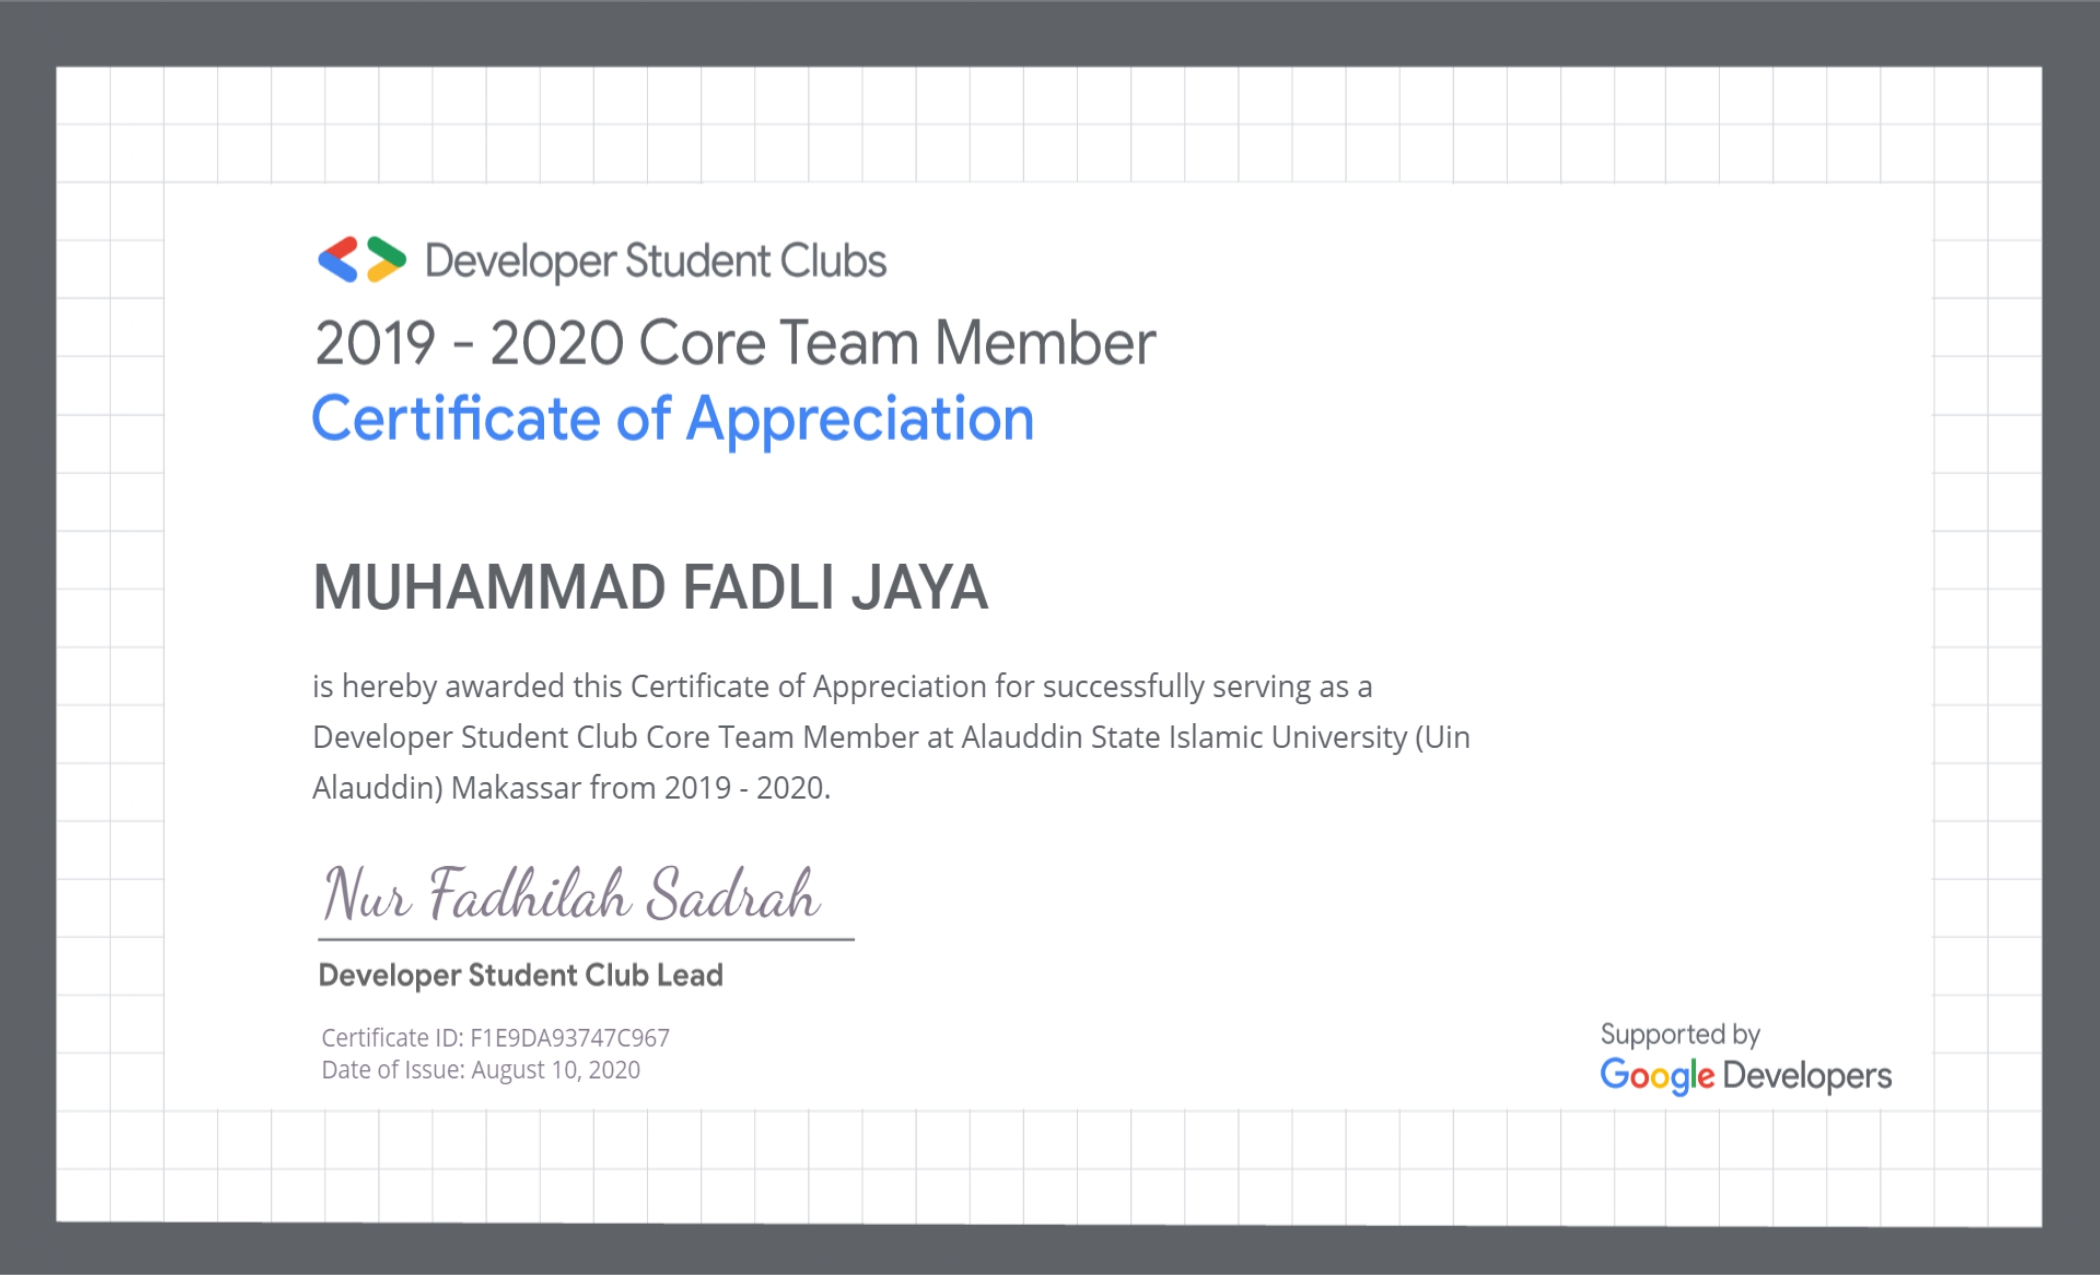 Developer Student Clubs
2019 - 2020 Core Team Member
Certificate of Appreciation
MUHAMMAD FADLI JAYA
is hereby awarded this Certificate of Appreciation for successfully serving as a
Developer Student Club Core Team Member at Alauddin State Islamic University (Uin
Alauddin) Makassar from 2019 - 2020.
Nur Fadhilah Sadrah
Developer Student Club Lead
Certificate ID: F1E9DA93747C967
Date of Issue: August 10, 2020
Supported by
Google Developers